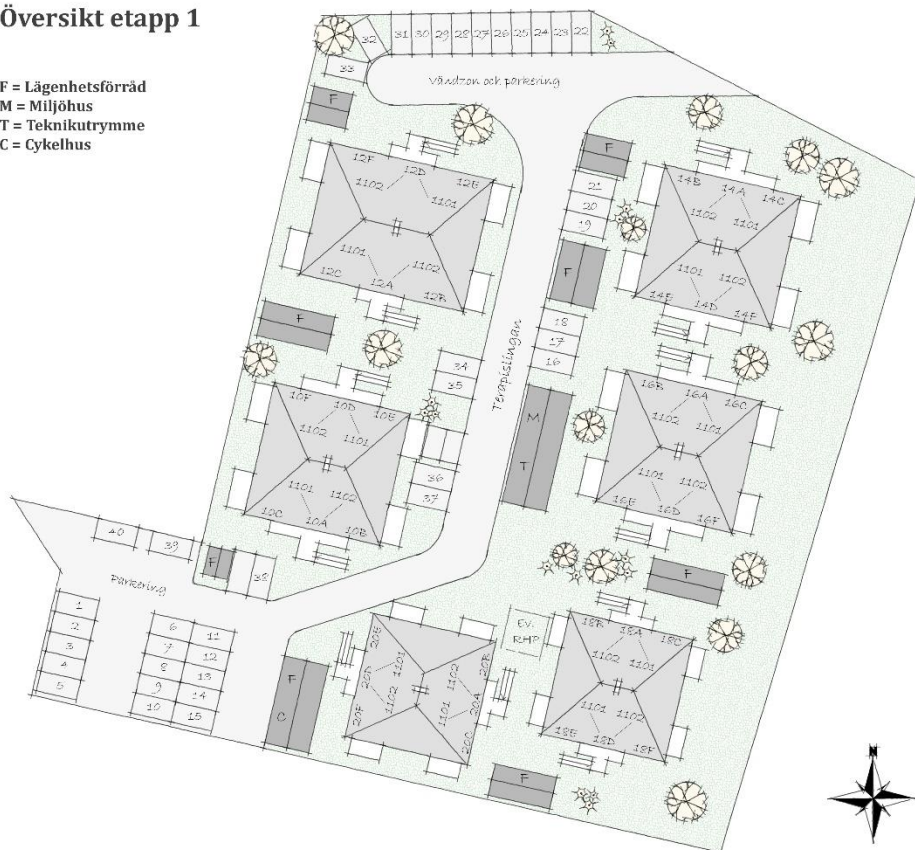 Översikt etapp 1
F = Lägenhetsförråd
M = Miljöhus
T = Teknikutrymme
C = Cykelhus
32
31 30 29 28 27 26 25 24 23 22
33
Vändzon och parkering
F
F
12F 12D 12E
1102 1101
1101 1102
12C 12A 12B
21
20
19
14B 14A 14C
1102 1101
1101 1102
14E 14D 14F
F
F
18
17
16
Terapislingan
34
35
10F 10D 10E
1102 1101
1101 1102
10C 10A 10B
36
37
M
T
16B 16A 16C
1102 1101
1101 1102
16E 16D 16F
F
40
39
F
38
Parkering
1
2
3
4
5
6
7
8
9
10
11
12
13
14
15
F
C
20E
20D
20F
1101
1102
1102
1101
20B
20A
20C
EV.
RHP
18B 18A 18C
1102 1101
1101 1102
18E 18D 18F
F
N